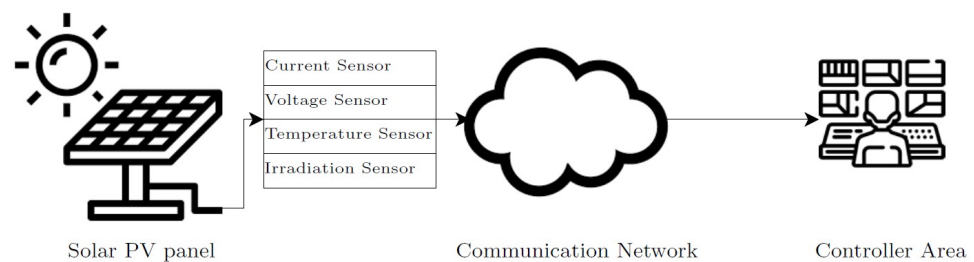 Current Sensor
Voltage Sensor
Temperature Sensor
Irradiation Sensor
Solar PV panel
Communication Network
Controller Area